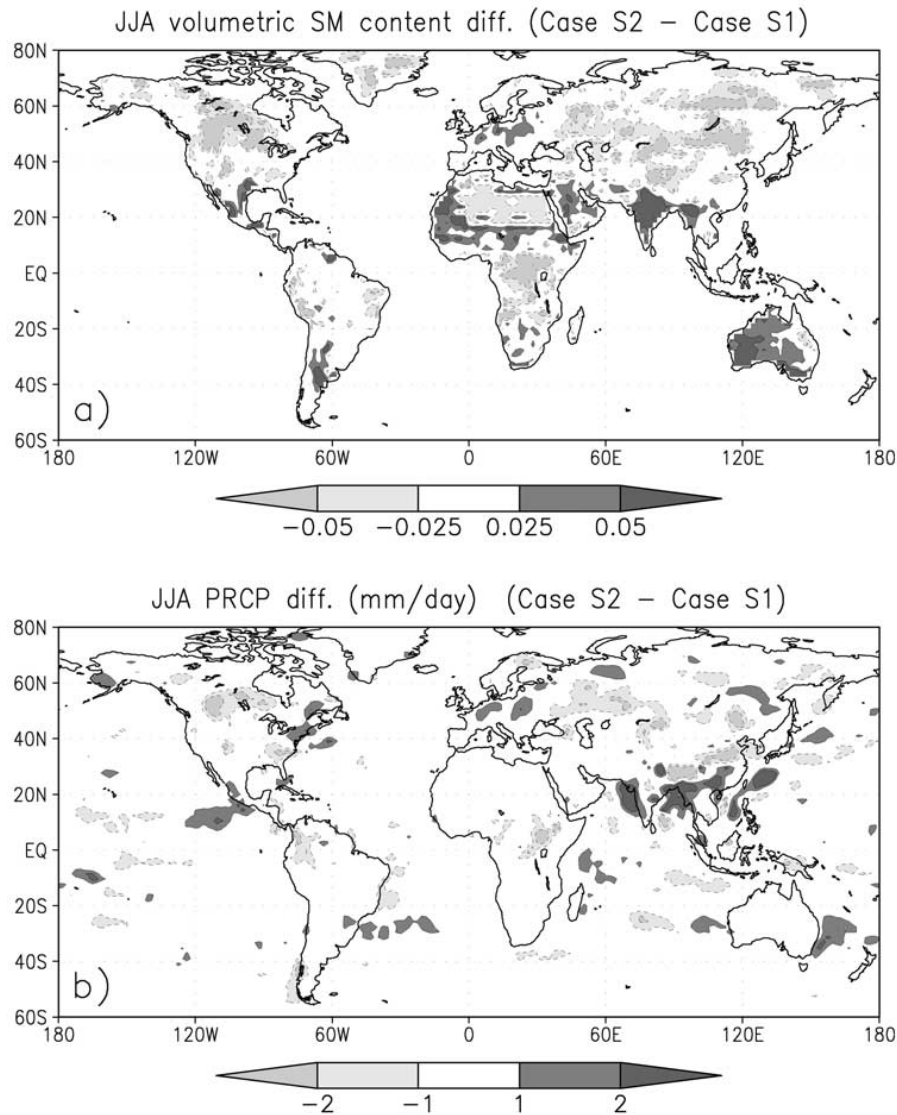 JJA volumetric SM content diff. (Case S2 − Case S1)
80N
60N
40N
20N
EQ
20S
40S
60S
a)
180 120W 60W 0 60E 120E 180
−0.05 −0.025 0.025 0.05
JJA PRCP diff. (mm/day) (Case S2 − Case S1)
80N
60N
40N
20N
EQ
20S
40S
60S
b)
180 120W 60W 0 60E 120E 180
−2 −1 1 2